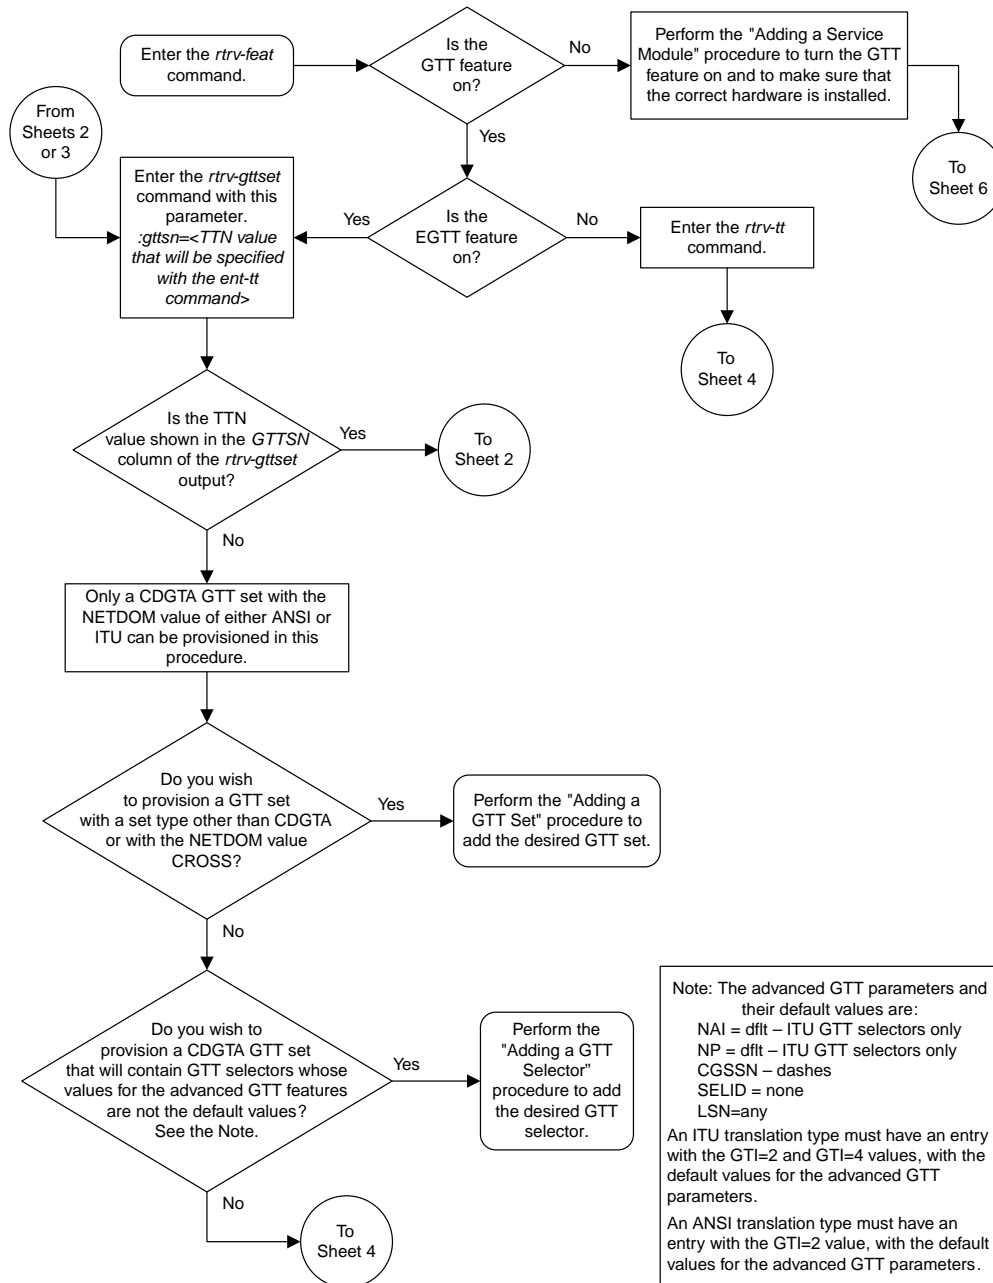 Enter the rtrv-feat
command.
Is the
GTT feature
on?
No
Perform the "Adding a Service
Module" procedure to turn the GTT
feature on and to make sure that
the correct hardware is installed.
To
Sheet 6
Yes
From
Sheets 2
or 3
Enter the rtrv-gttset
command with this
parameter.
:gttsn=<TTN value
that will be specified
with the ent-tt
command>
Yes
Is the
EGTT feature
on?
No
Enter the rtrv-tt
command.
To
Sheet 4
Is the TTN
value shown in the GTTSN
column of the rtrv-gttset
output?
Yes
To
Sheet 2
No
Only a CDGTA GTT set with the
NETDOM value of either ANSI or
ITU can be provisioned in this
procedure.
Do you wish
to provision a GTT set
with a set type other than CDGTA
or with the NETDOM value
CROSS?
Yes
Perform the "Adding a
GTT Set" procedure to
add the desired GTT set.
No
Do you wish to
provision a CDGTA GTT set
that will contain GTT selectors whose
values for the advanced GTT features
are not the default values?
See the Note.
Yes
Perform the
"Adding a GTT
Selector”
procedure to add
the desired GTT
selector.
No
To
Sheet 4
Note: The advanced GTT parameters and
their default values are:
NAI = dflt – ITU GTT selectors only
NP = dflt – ITU GTT selectors only
CGSSN – dashes
SELID = none
LSN=any
An ITU translation type must have an entry
with the GTI=2 and GTI=4 values, with the
default values for the advanced GTT
parameters.
An ANSI translation type must have an
entry with the GTI=2 value, with the default
values for the advanced GTT parameters.